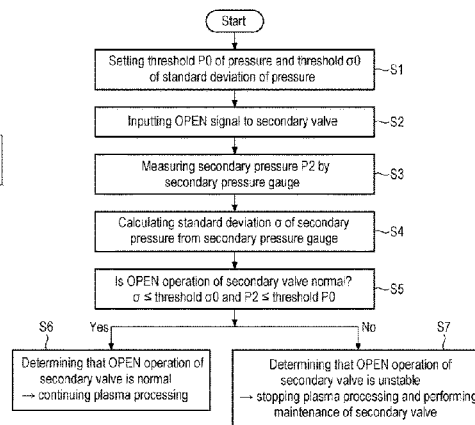 Start
Setting threshold P0 of pressure and threshold σ0
of standard deviation of pressure
S1
Inputting OPEN signal to secondary valve
S2
Measuring secondary pressure P2 by
secondary pressure gauge
S3
Calculating standard deviation σ of secondary
pressure from secondary pressure gauge
S4
Is OPEN operation of secondary valve normal?
σ ≤ threshold σ0 and P2 ≤ threshold P0
S5
S6
Yes
No
S7
Determining that OPEN operation of
secondary valve is normal
→ continuing plasma processing
Determining that OPEN operation of
secondary valve is unstable
→ stopping plasma processing and performing
maintenance of secondary valve